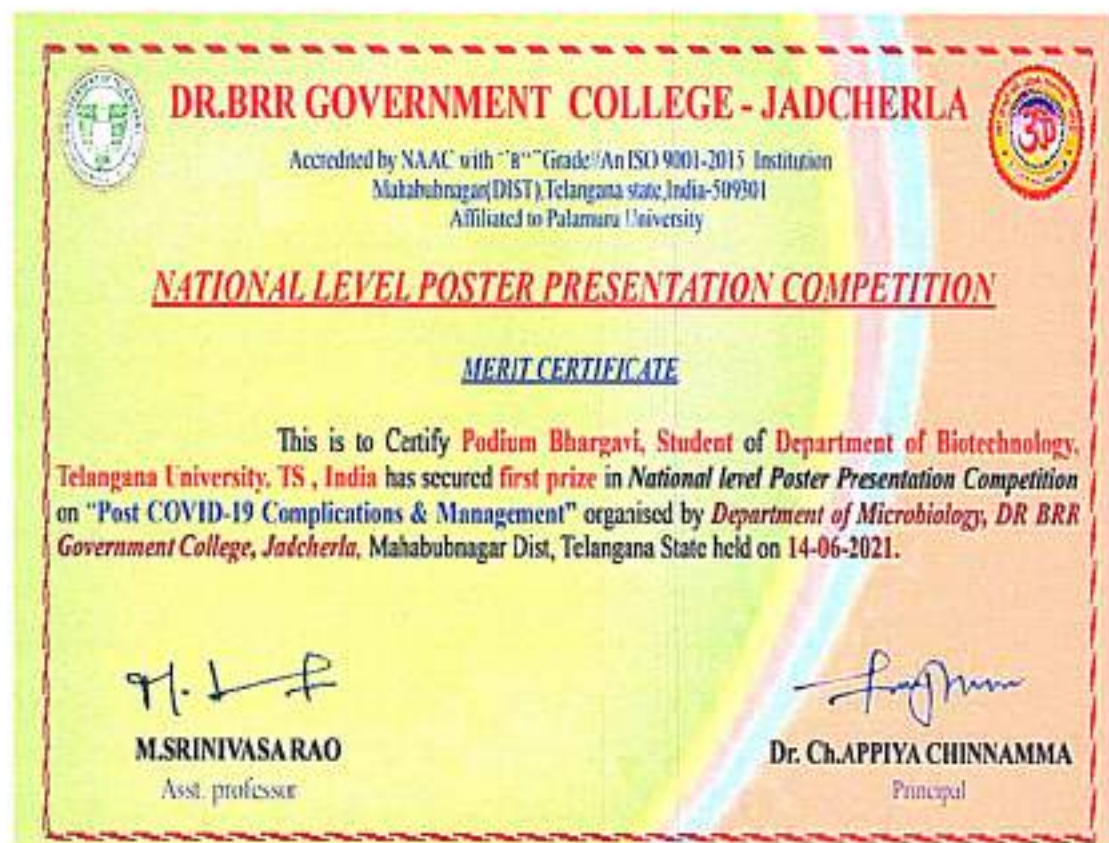 DR.BRR GOVERNMENT COLLEGE - JADCHERLA
Accredited by NAAC with "B++" Grade//An ISO 9001-2015 Institution
Mahabubnagar(DIST),Telangana state,India-509301
Affiliated to Palamuru University
NATIONAL LEVEL POSTER PRESENTATION COMPETITION
MERIT CERTIFICATE
This is to Certify Podium Bhargavi, Student of Department of Biotechnology,
Telangana University, TS , India has secured first prize in National level Poster Presentation Competition
on "Post COVID-19 Complications & Management" organised by Department of Microbiology, DR BRR
Government College, Jadcherla, Mahabubnagar Dist, Telangana State held on 14-06-2021.
M.SRINIVASA RAO
Asst. professor
Dr. Ch.APPIYA CHINNAMMA
Principal